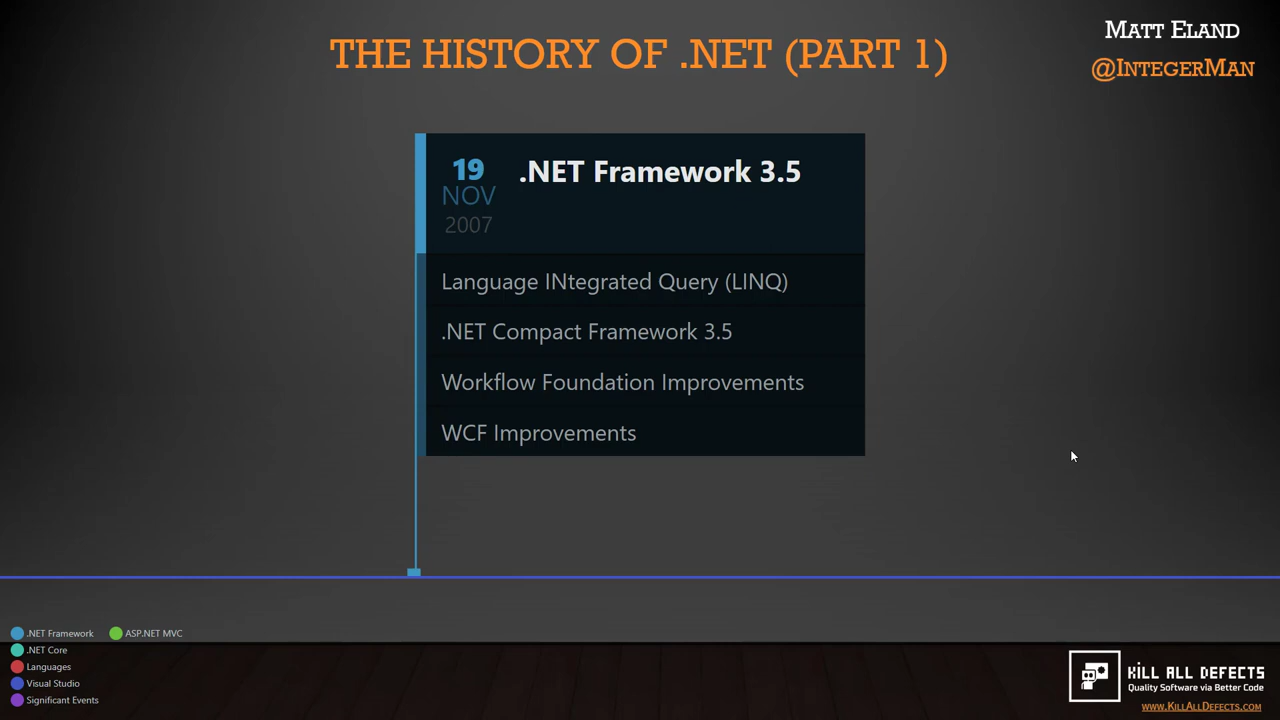 THE HISTORY OF .NET (PART 1)
MATT ELAND
@INTEGERMAN
19
NOV
2007
.NET Framework 3.5
Language INtegrated Query (LINQ)
.NET Compact Framework 3.5
Workflow Foundation Improvements
WCF Improvements
.NET Framework
ASP.NET MVC
.NET Core
Languages
Visual Studio
Significant Events
KILL ALL DEFECTS
Quality Software via Better Code
WWW.KILLALLDEFECTS.COM